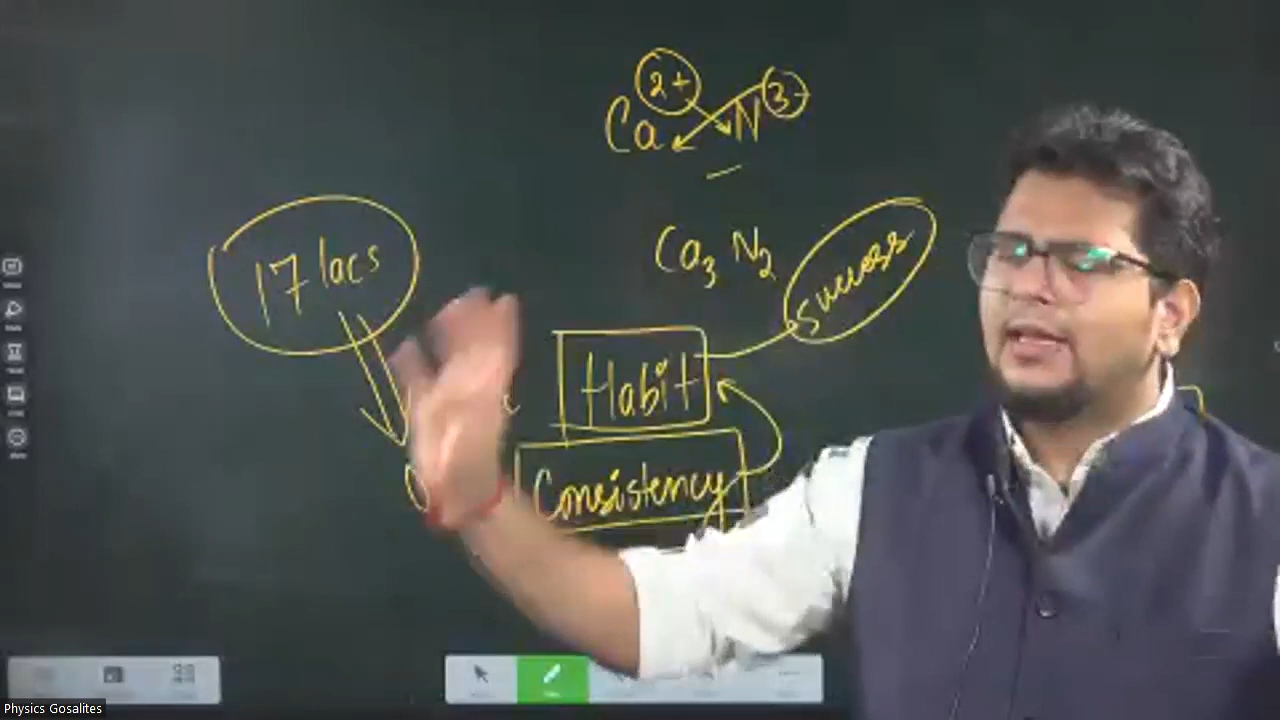 2+ 3-
Ca N
Ca3 N2
success
17 lacs
Habit
Consistency
Physics Gosalites